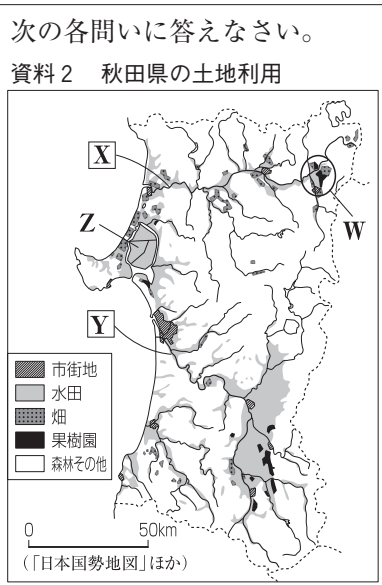 次の各問いに答えなさい。
資料2 秋田県の土地利用
X
Z
W
Y
市街地
水田
畑
果樹園
森林その他
0 50km
(「日本国勢地図」ほか)